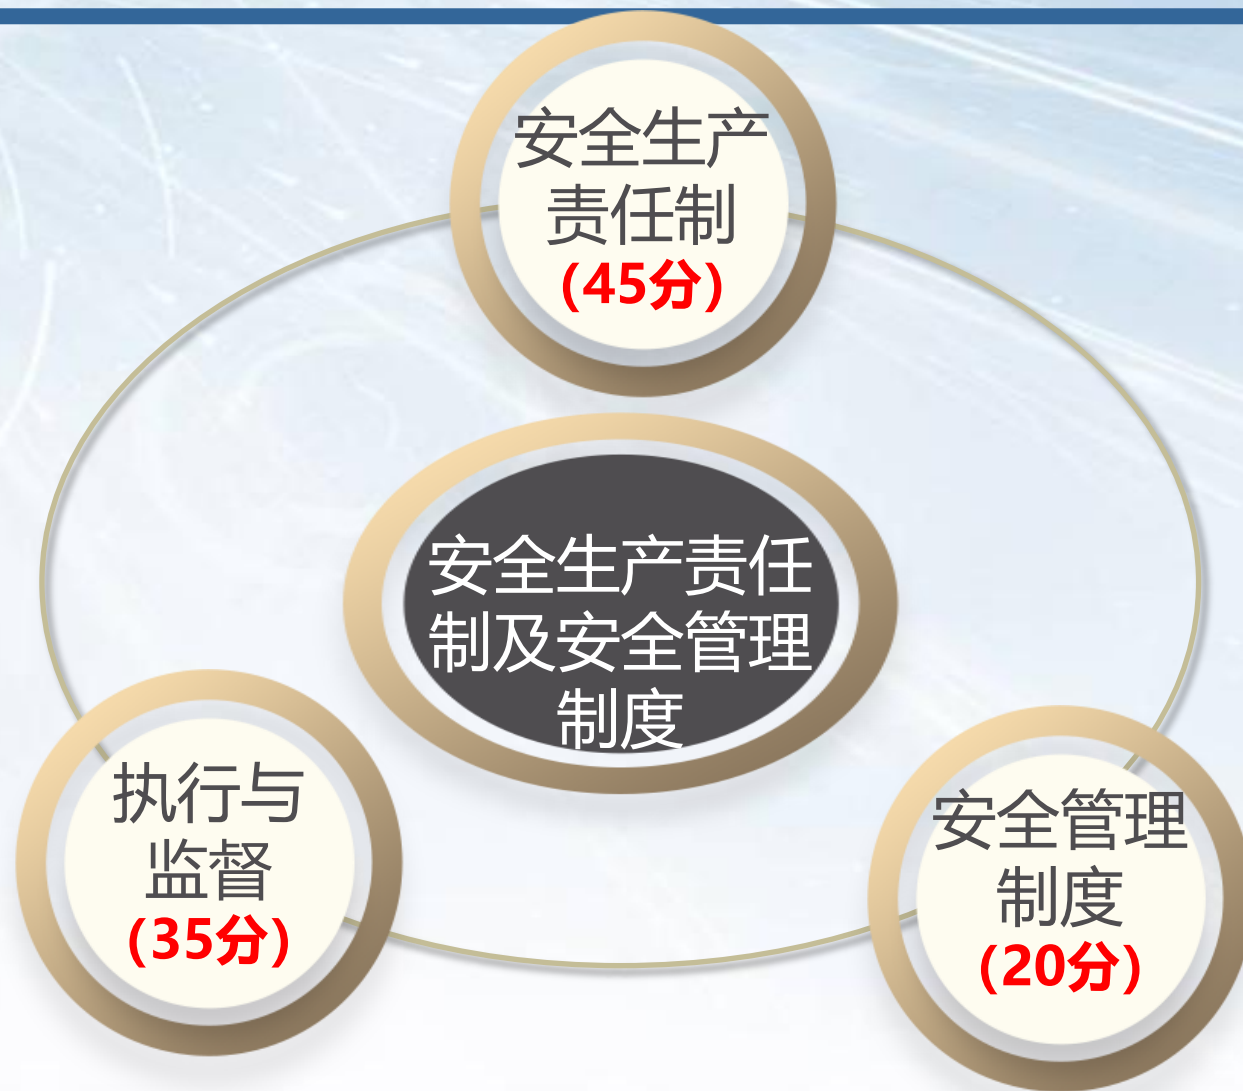 安全生产
责任制
(45分)
安全生产责任
制及安全管理
制度
执行与
监督
(35分)
安全管理
制度
(20分)